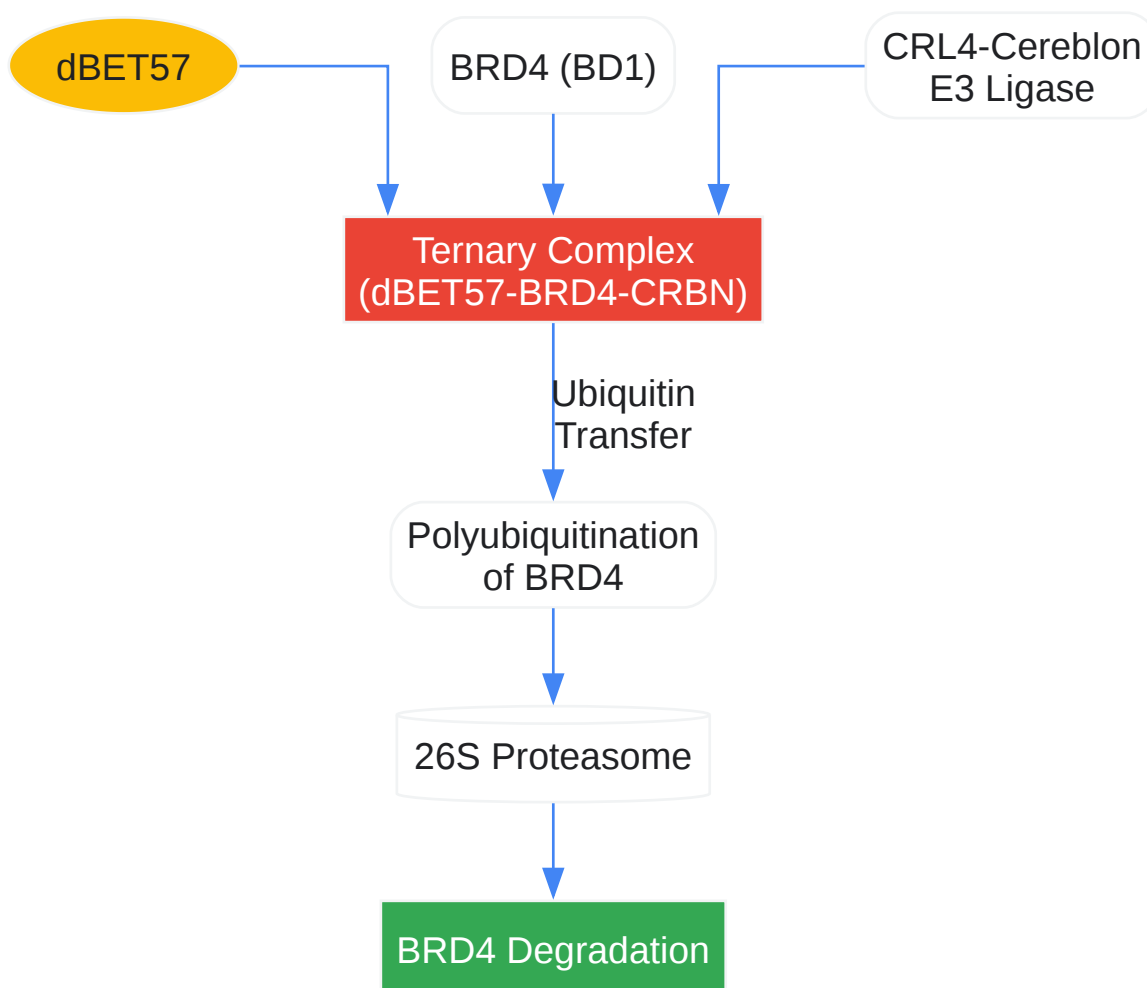 dBET57
BRD4 (BD1)
CRL4-Cereblon
E3 Ligase
Ternary Complex
(dBET57-BRD4-CRBN)
Ubiquitin
Transfer
Polyubiquitination
of BRD4
26S Proteasome
BRD4 Degradation